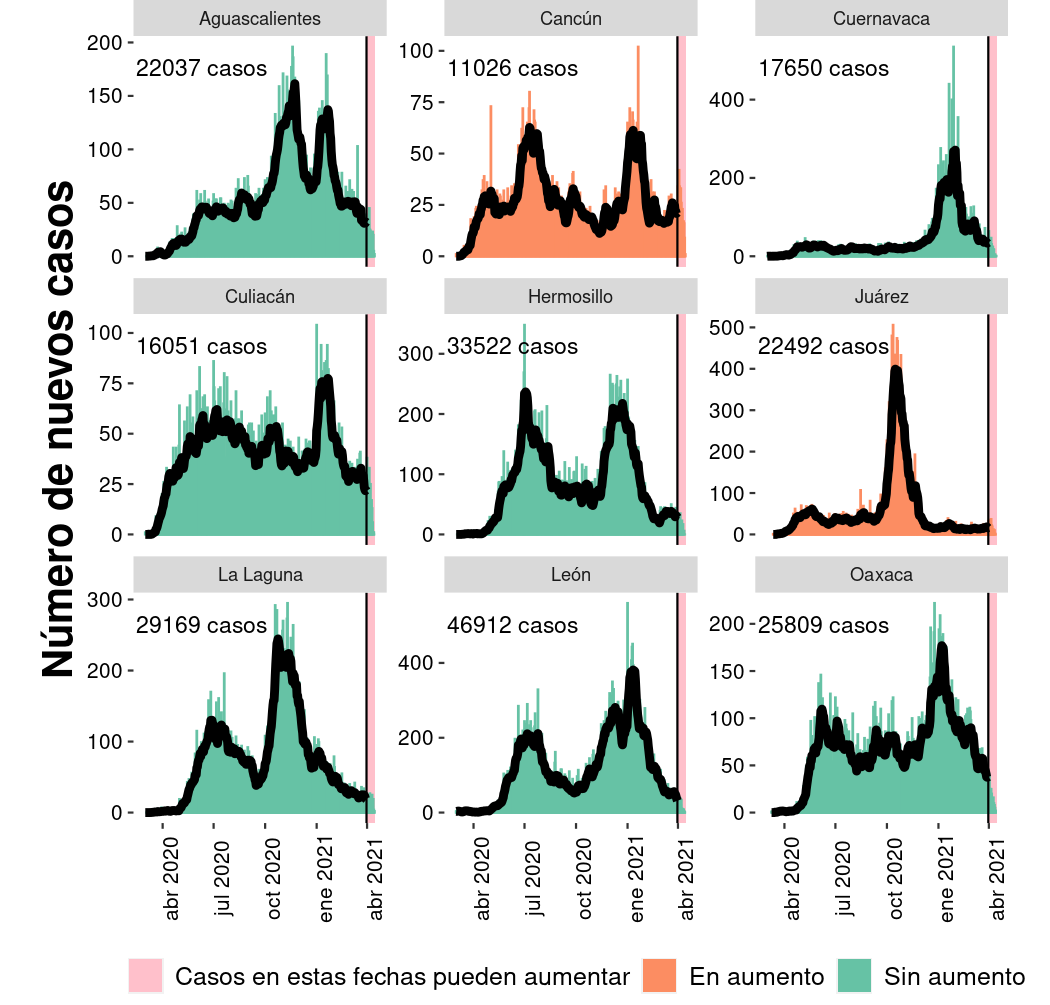 Número de nuevos casos
Aguascalientes
Cancún
Cuernavaca
200
150
100
50
0
22037 casos
100
75
50
25
0
11026 casos
400
200
0
17650 casos
Culiacán
Hermosillo
Juárez
100
75
50
25
0
16051 casos
300
200
100
0
33522 casos
500
400
300
200
100
0
22492 casos
La Laguna
León
Oaxaca
300
200
100
0
29169 casos
400
200
0
46912 casos
200
150
100
50
0
25809 casos
abr 2020
jul 2020
oct 2020
ene 2021
abr 2021
abr 2020
jul 2020
oct 2020
ene 2021
abr 2021
abr 2020
jul 2020
oct 2020
ene 2021
abr 2021
Casos en estas fechas pueden aumentar
En aumento
Sin aumento